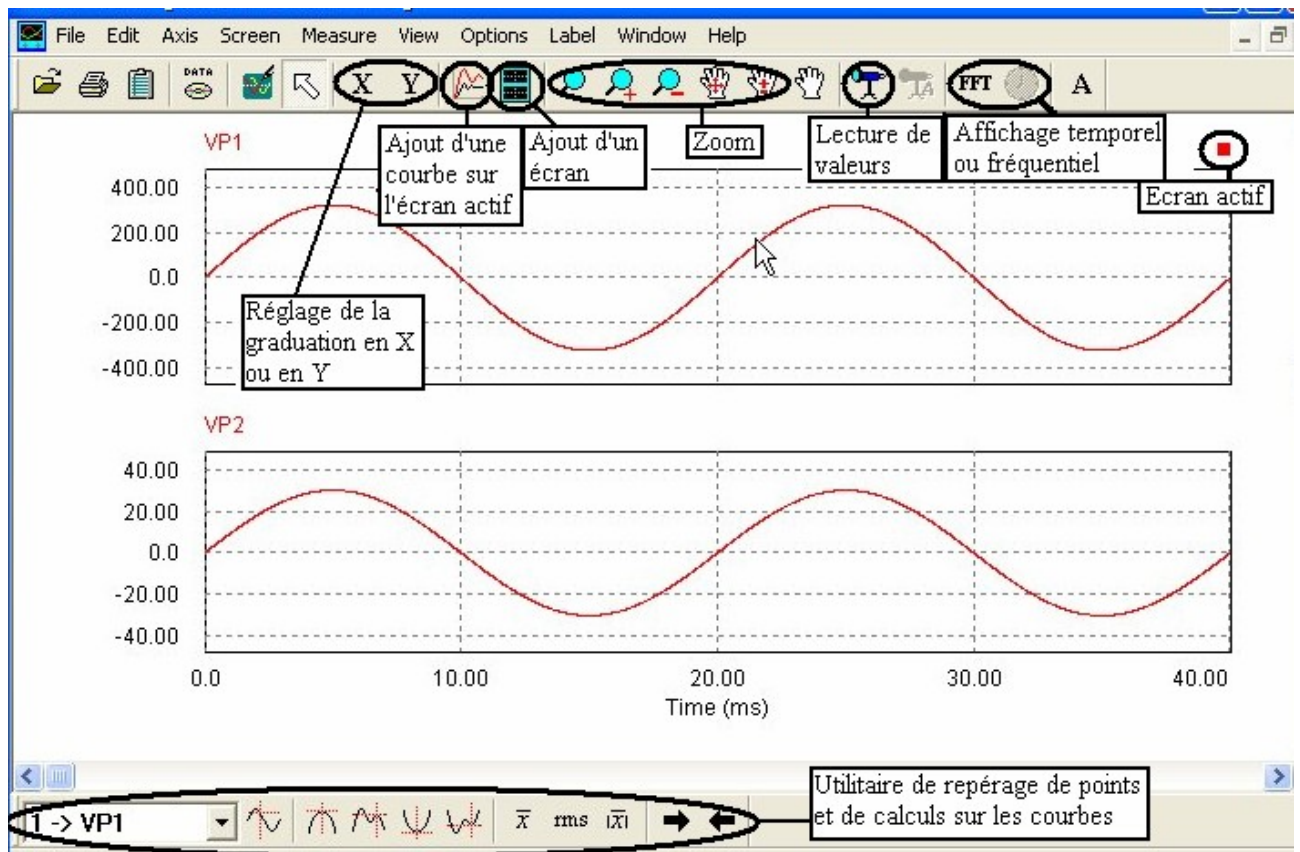 File Edit Axis Screen Measure View Options Label Window Help
DATA
X Y
FFT
A
VP1
Ajout d'une
courbe sur
l'écran actif
Ajout d'un
écran
Zoom
Lecture de
valeurs
Affichage temporel
ou fréquentiel
Ecran actif
400.00
200.00
0.0
-200.00
-400.00
Réglage de la
graduation en X
ou en Y
VP2
40.00
20.00
0.0
-20.00
-40.00
0.0 10.00 20.00 30.00 40.00
Time (ms)
Utilitaire de repérage de points
et de calculs sur les courbes
1 -> VP1
x̅ rms |x̅|